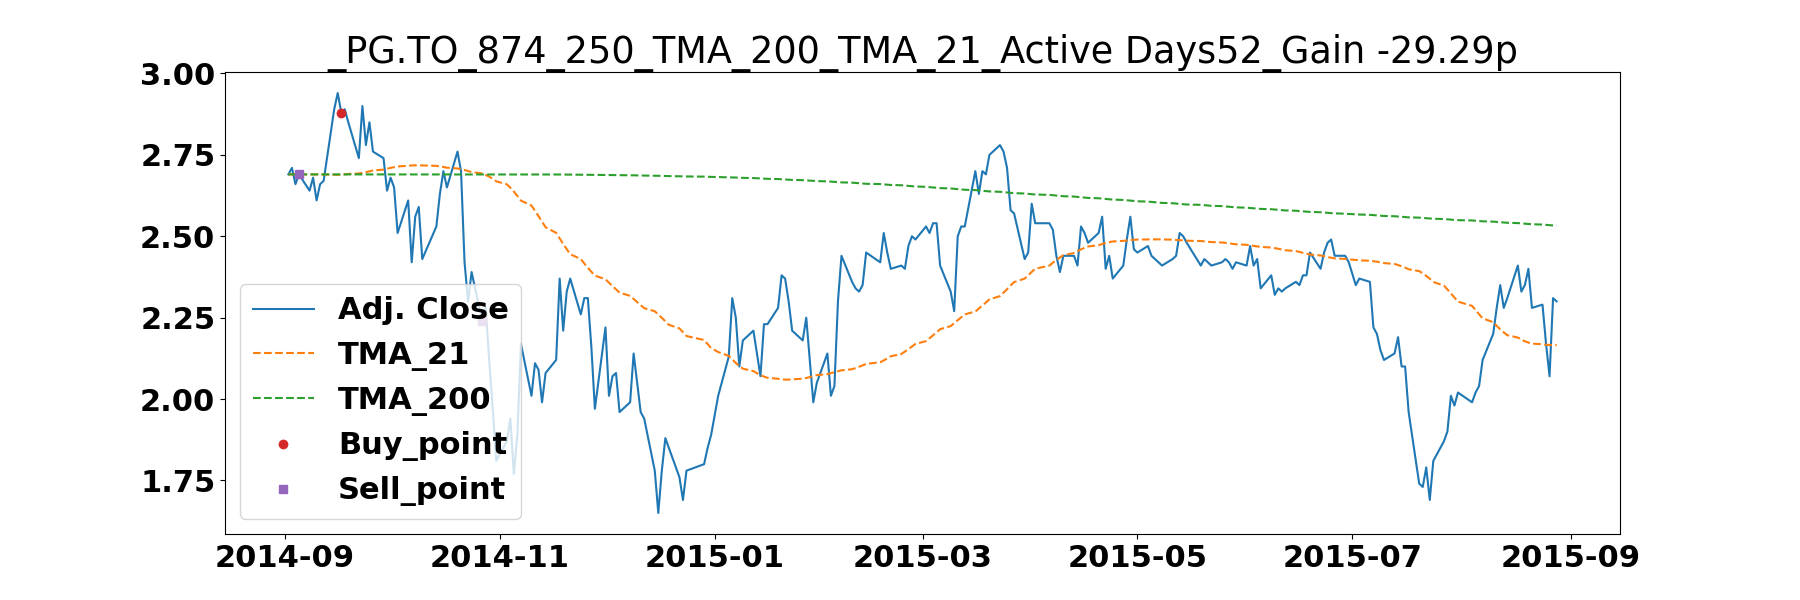 _PG.TO_874_250_TMA_200_TMA_21_Active Days52_Gain -29.29p
3.00
2.75
2.50
2.25
2.00
1.75
Adj. Close
TMA_21
TMA_200
Buy_point
Sell_point
2014-09 2014-11 2015-01 2015-03 2015-05 2015-07 2015-09